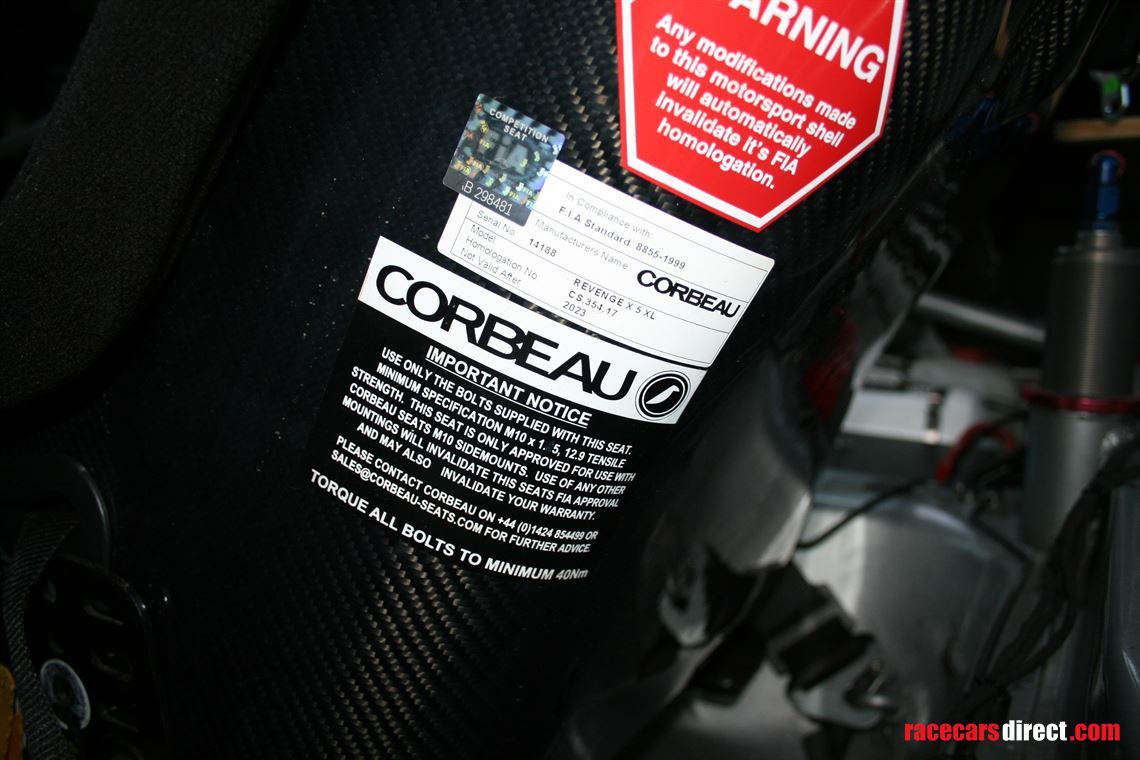 WARNING
Any modifications made
to this motorsport shell
will automatically
invalidate it's FIA
homologation.
COMPETITION
SEAT
298481
In Compliance with:
F.I.A Standard 8855-1999
Manufacturers Name CORBEAU
Serial No. 14188
Model REVENGE X 5 XL
Homologation No CS.354.17
Not Valid After 2023
CORBEAU
IMPORTANT NOTICE
USE ONLY THE BOLTS SUPPLIED WITH THIS SEAT.
MINIMUM SPECIFICATION M10 x 5, 12.9 TENSILE
STRENGTH. THIS SEAT IS ONLY APPROVED FOR USE WITH
CORBEAU SEATS M10 SIDEMOUNTS. USE OF ANY OTHER
MOUNTINGS WILL INVALIDATE THIS SEATS FIA APPROVAL
AND MAY ALSO INVALIDATE YOUR WARRANTY.
PLEASE CONTACT CORBEAU ON +44 (0)1424 854499 OR
SALES@CORBEAU-SEATS.COM FOR FURTHER ADVICE.
TORQUE ALL BOLTS TO MINIMUM 40Nm
racecarsdirect.com